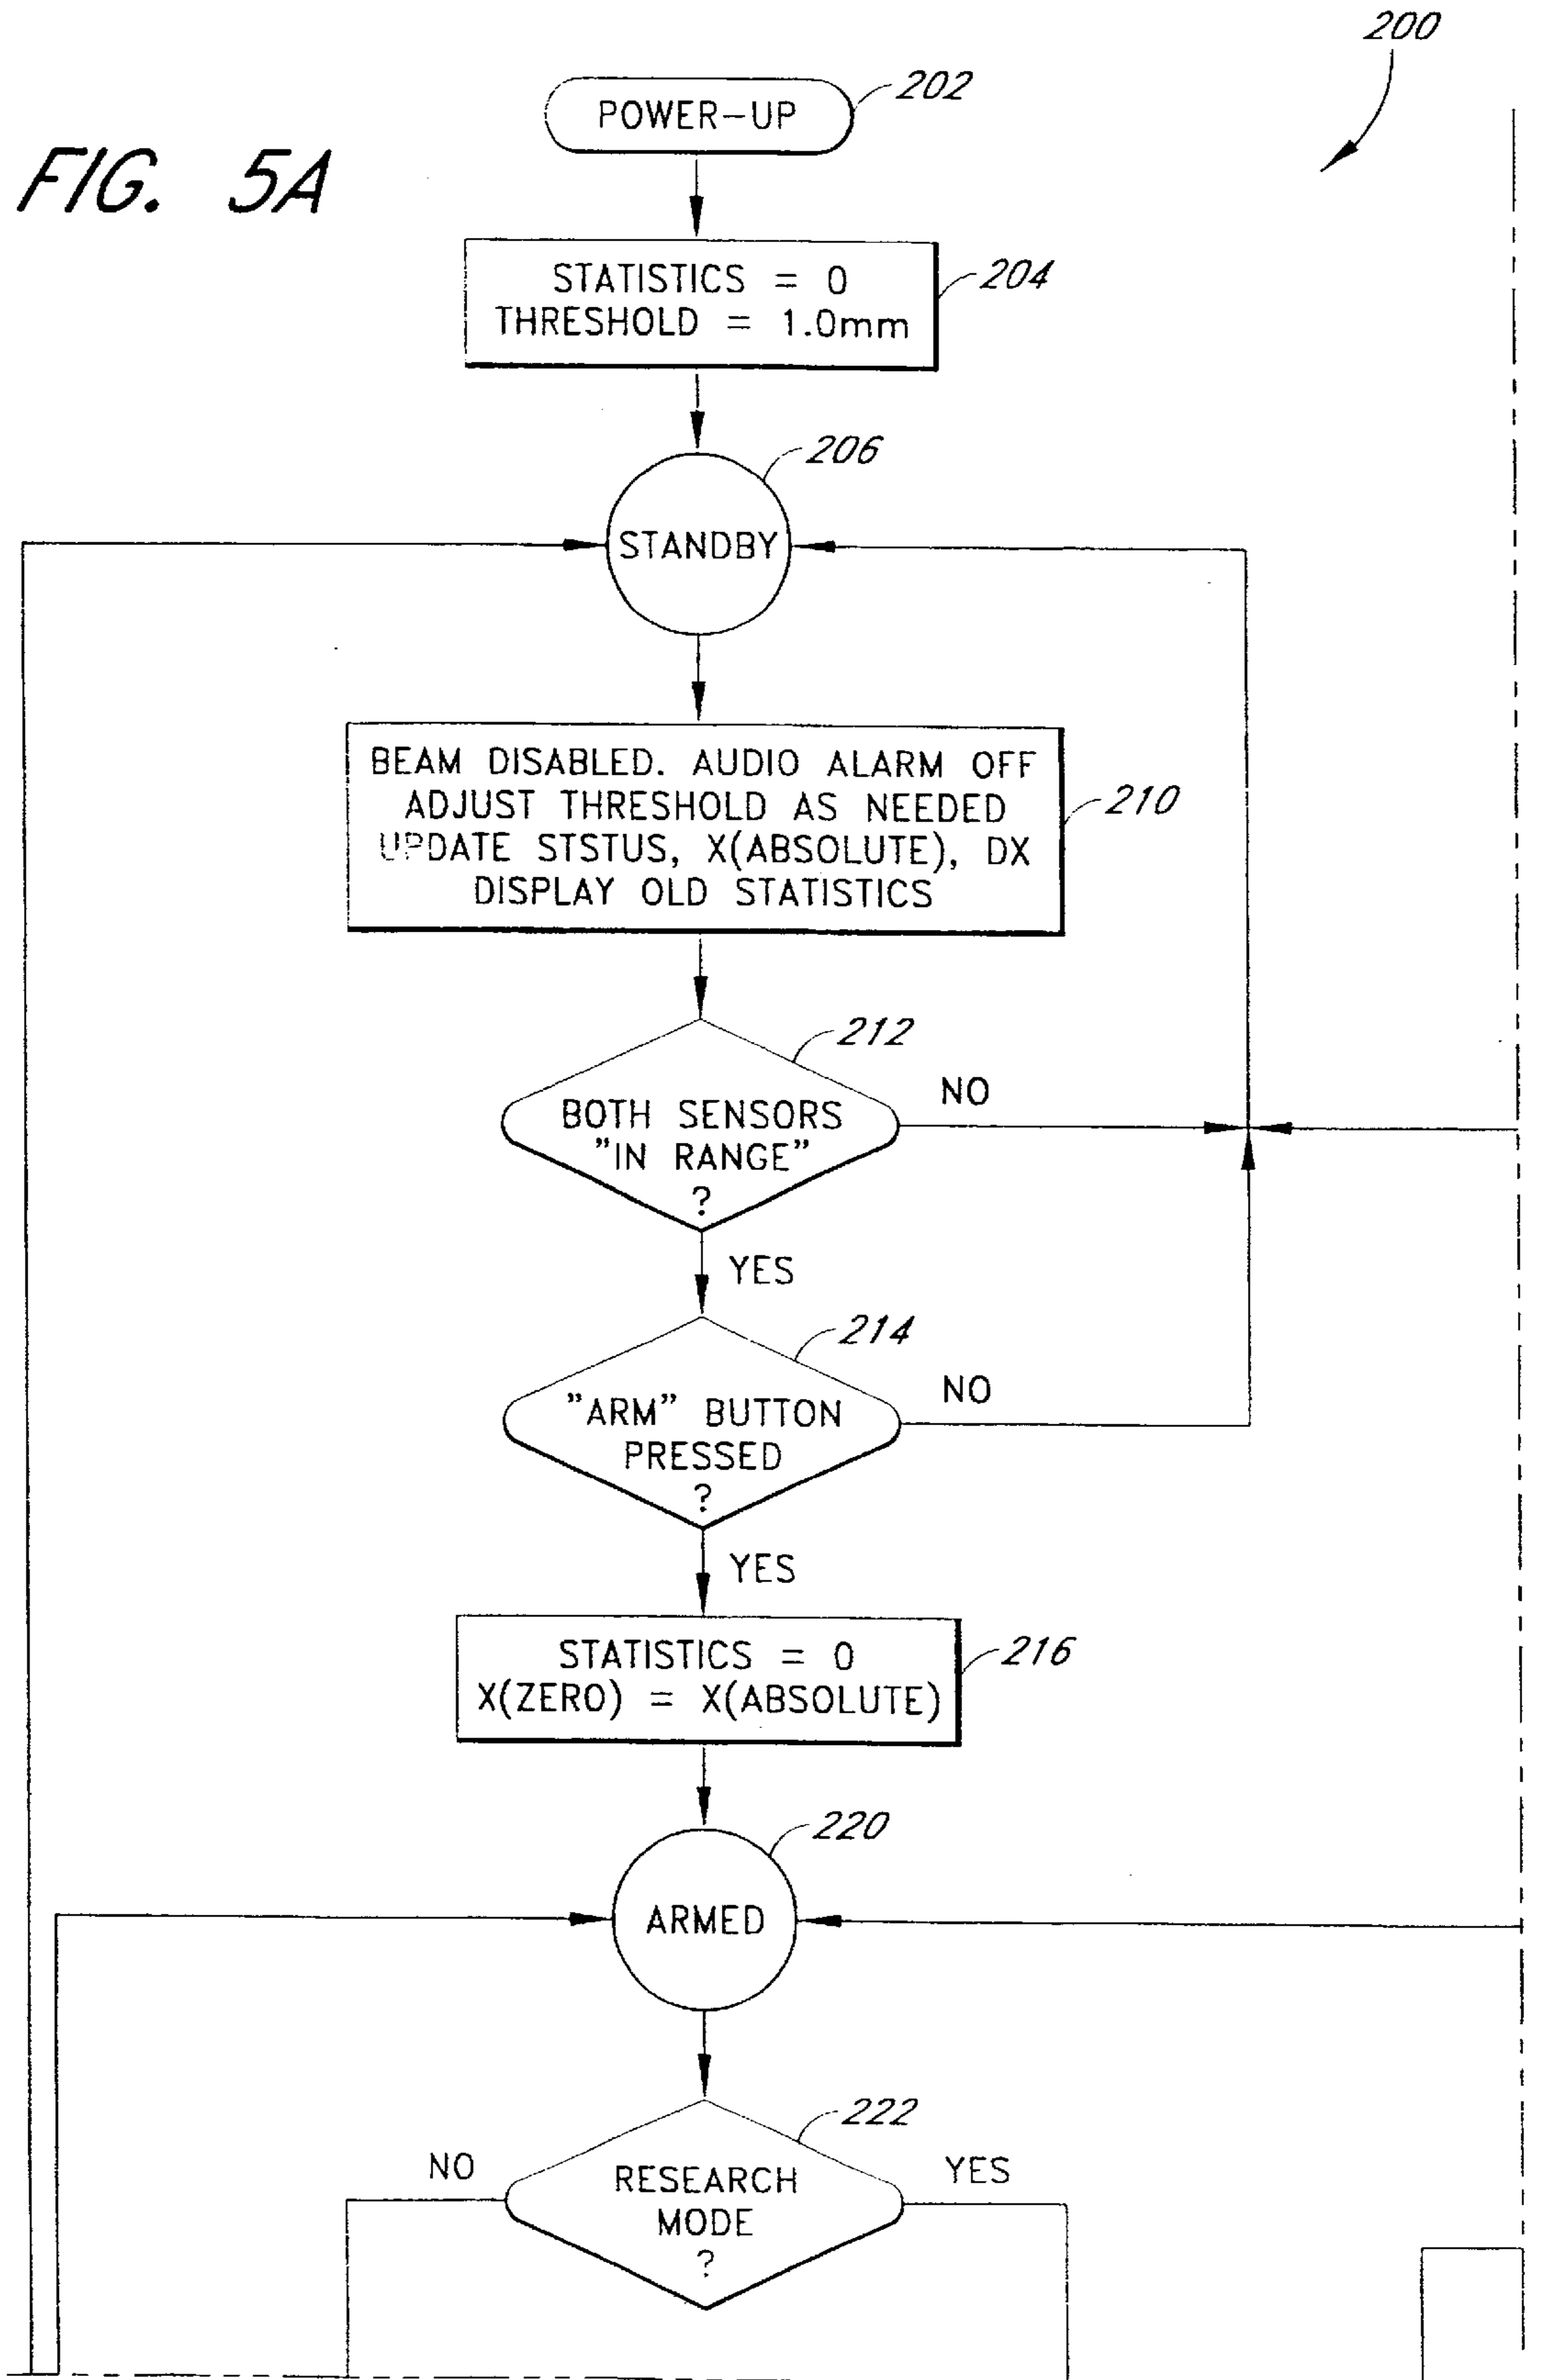 200
POWER-UP
202
FIG. 5A
STATISTICS = 0
THRESHOLD = 1.0mm
204
206
STANDBY
BEAM DISABLED. AUDIO ALARM OFF
ADJUST THRESHOLD AS NEEDED
UPDATE STSTUS, X(ABSOLUTE), DX
DISPLAY OLD STATISTICS
210
212
BOTH SENSORS
"IN RANGE"
?
NO
YES
214
"ARM" BUTTON
PRESSED
?
NO
YES
STATISTICS = 0
X(ZERO) = X(ABSOLUTE)
216
220
ARMED
222
NO
RESEARCH
MODE
?
YES